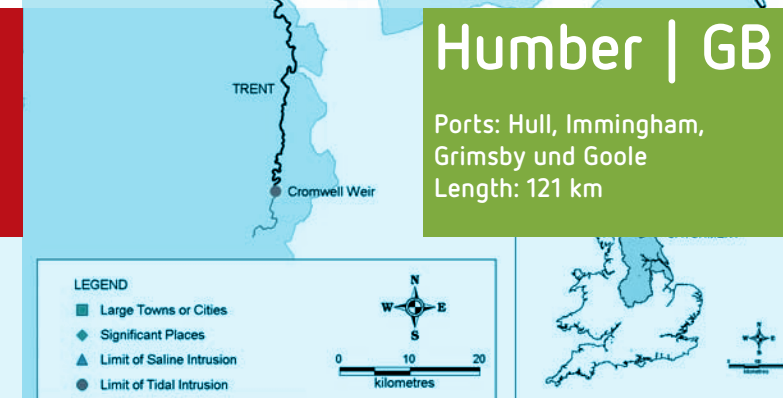 Humber | GB
Ports: Hull, Immingham,
Grimsby und Goole
Length: 121 km
TRENT
Cromwell Weir
LEGEND
Large Towns or Cities
Significant Places
Limit of Saline Intrusion
Limit of Tidal Intrusion
N
W E
S
0 10 20
kilometres